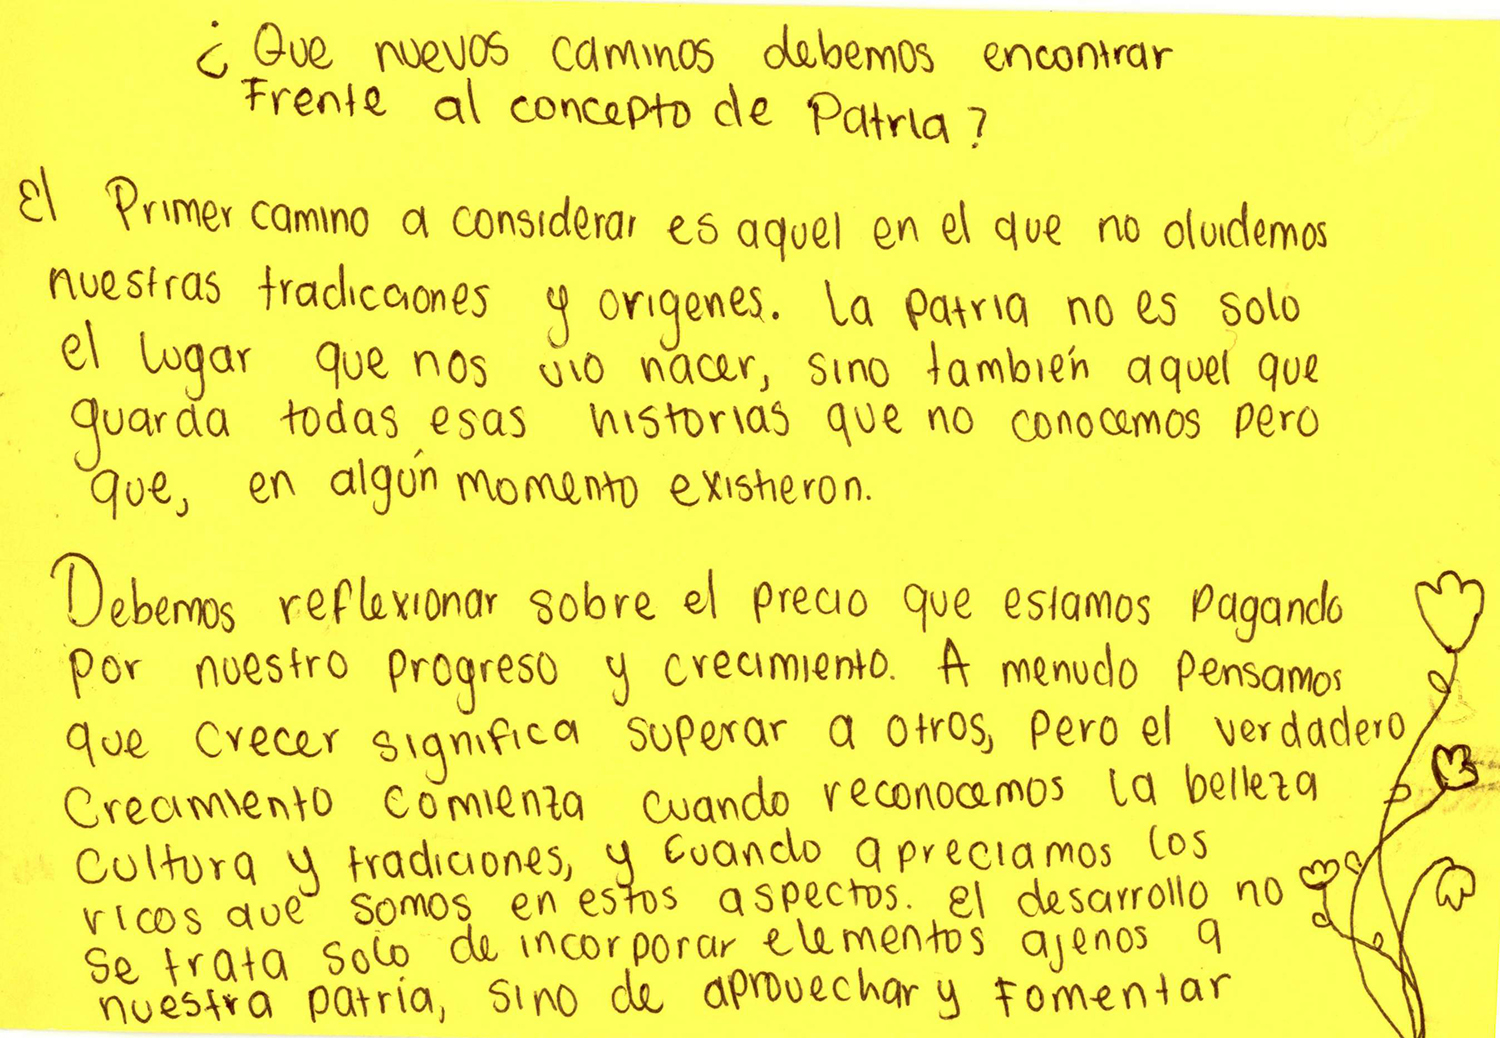 ¿Que nuevos caminos debemos encontrar
Frente al concepto de Patria?
El Primer camino a considerar es aquel en el que no olvidemos
nuestras tradicciones y origenes. La patria no es solo
el lugar que nos vio nacer, sino también aquel que
guarda todas esas historias que no conocemos pero
que, en algún momento existieron.
Debemos reflexionar sobre el precio que estamos pagando
por nuestro progreso y crecimiento. A menudo pensamos
que crecer significa superar a otros, pero el verdadero
crecimiento comienza cuando reconocemos la belleza
cultura y tradiciones, y cuando apreciamos los
ricos que somos en estos aspectos. El desarrollo no
se trata solo de incorporar elementos ajenos a
nuestra patria, sino de aprovechar y fomentar